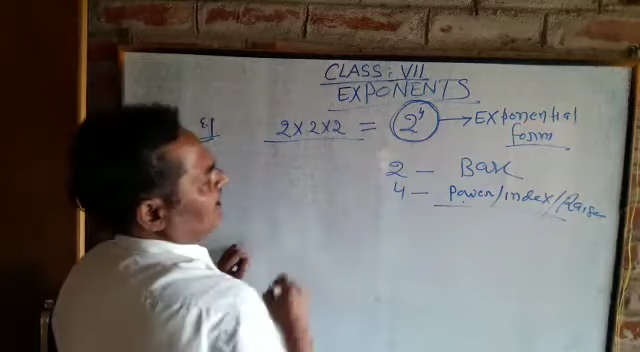 CLASS: VII
EXPONENTS
2×2×2 = 2⁴ → EXPonential form
2 — Base
4 — Power/index/Raise